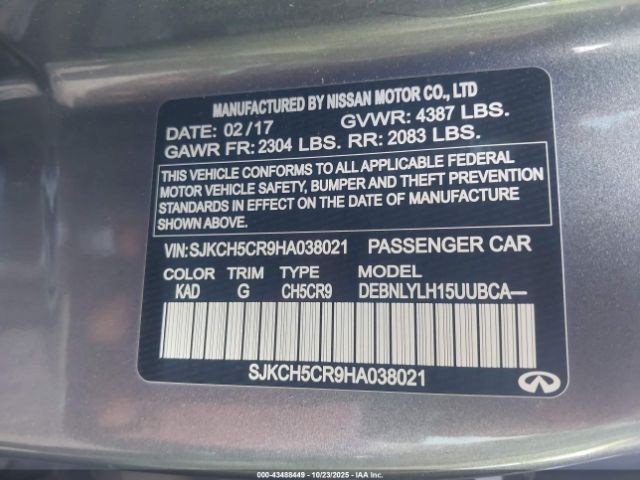 MANUFACTURED BY NISSAN MOTOR CO., LTD
DATE: 02/17 GVWR: 4387 LBS.
GAWR FR: 2304 LBS. RR: 2083 LBS.
THIS VEHICLE CONFORMS TO ALL APPLICABLE FEDERAL
MOTOR VEHICLE SAFETY, BUMPER AND THEFT PREVENTION
STANDARDS IN EFFECT ON THE DATE OF MANUFACTURE
SHOWN ABOVE.
VIN: SJKCH5CR9HA038021 PASSENGER CAR
COLOR TRIM TYPE MODEL
KAD G CH5CR9 DEBNLYLH15UUBCA—
SJKCH5CR9HA038021
© 000-43488449 - 10/23/2025 - IAAI.COM